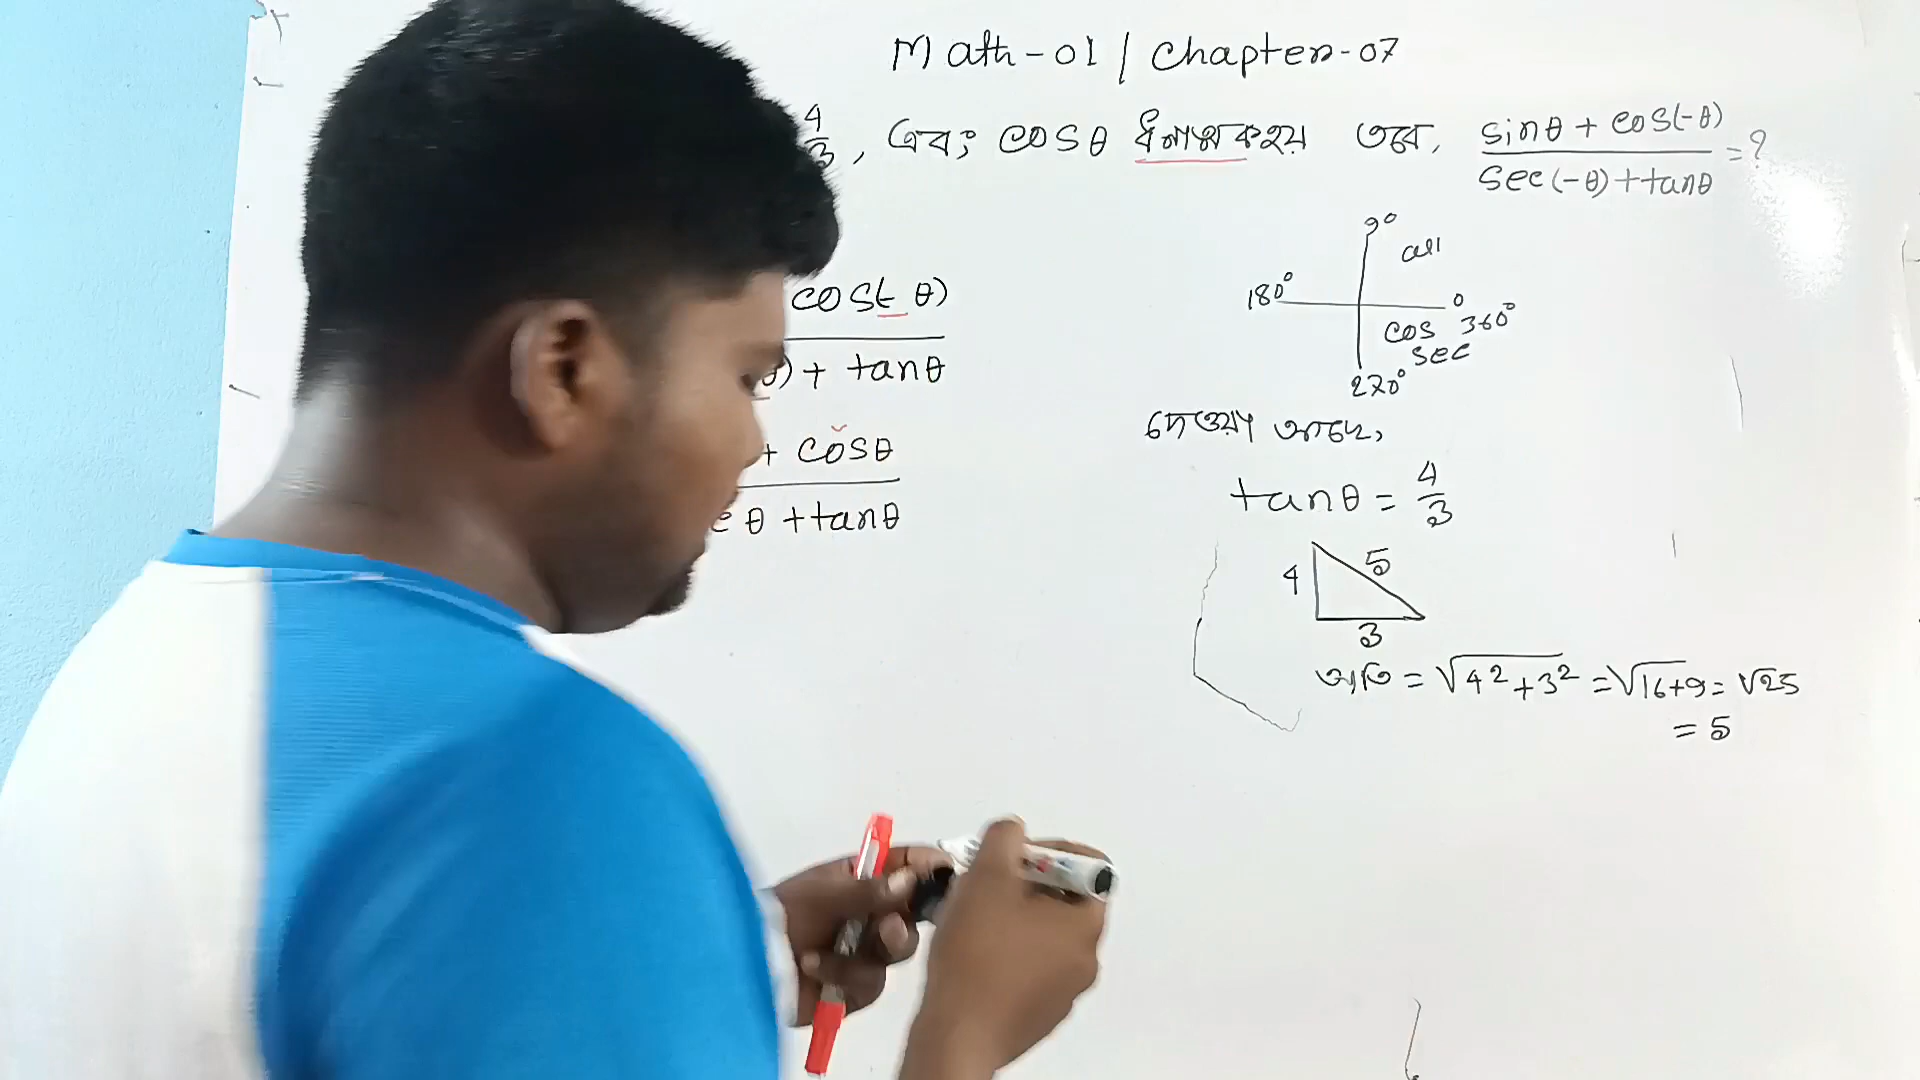 Math-01 / Chapter-07
4/3, এবং cosθ ঋনাত্মক হয় তবে, sinθ + cos(-θ) / sec(-θ)+tanθ = ?
cos(-θ)
) + tanθ
+ cosθ
θ + tanθ
90
all
180°
0
360°
cos
sec
270°
দেওয়া আছে,
tanθ = 4/3
4
5
3
অতি = √4²+3² = √16+9 = √25
= 5